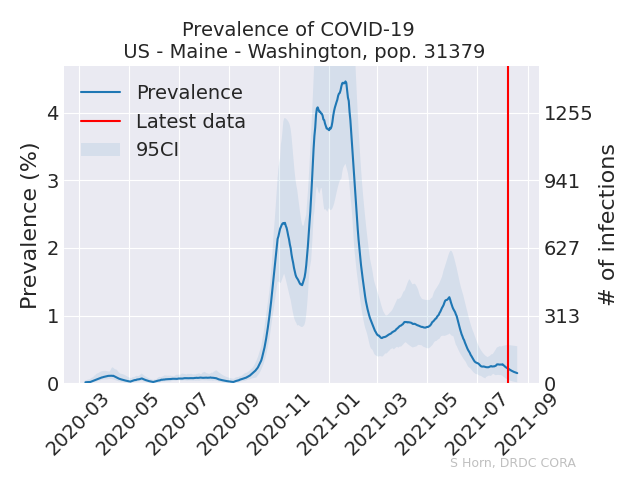 Prevalence of COVID-19
US - Maine - Washington, pop. 31379
Prevalence
Latest data
95CI
Prevalence (%)
4
3
2
1
0
1255
941
627
313
0
# of infections
2020-03
2020-05
2020-07
2020-09
2020-11
2021-01
2021-03
2021-05
2021-07
2021-09
S Horn, DRDC CORA